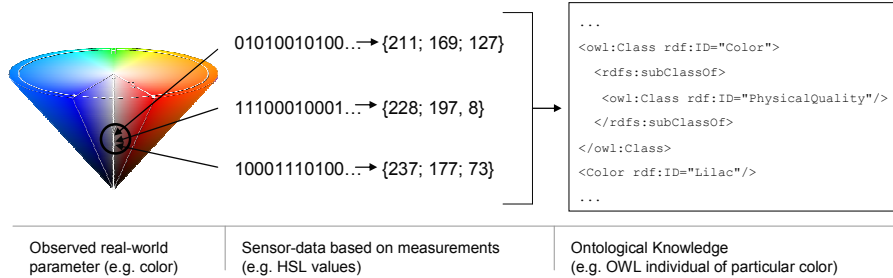 01010010100... {211; 169; 127}
11100010001... {228; 197, 8}
10001110100... {237; 177; 73}
...
<owl:Class rdf:ID="Color">
<rdfs:subClassOf>
<owl:Class rdf:ID="PhysicalQuality"/>
</rdfs:subClassOf>
</owl:Class>
<Color rdf:ID="Lilac"/>
...
Observed real-world
parameter (e.g. color)
Sensor-data based on measurements
(e.g. HSL values)
Ontological Knowledge
(e.g. OWL individual of particular color)